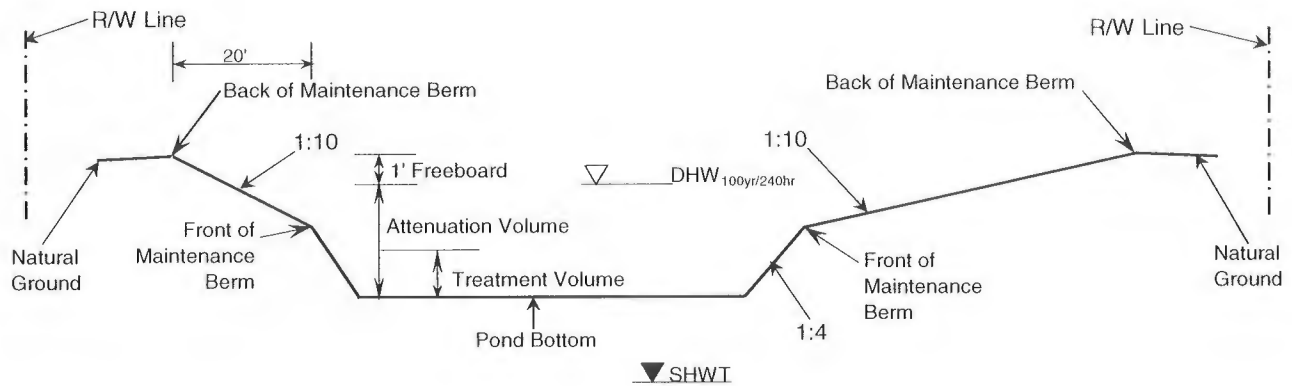 R/W Line
R/W Line
20'
Back of Maintenance Berm
Back of Maintenance Berm
1:10
1:10
1' Freeboard
DHW100yr/240hr
Attenuation Volume
Front of
Maintenance
Berm
Natural
Ground
Treatment Volume
Front of
Maintenance
Berm
Natural
Ground
1:4
Pond Bottom
SHWT